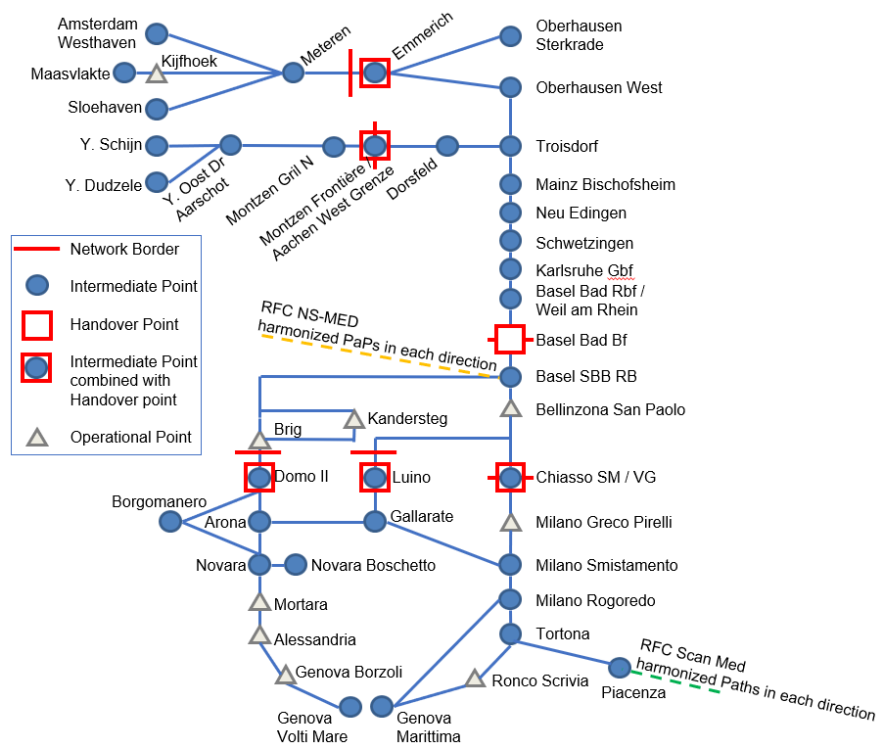 Amsterdam
Westhaven
Kijfhoek
Maasvlakte
Sloehaven
Meteren
Emmerich
Oberhausen
Sterkrade
Oberhausen West
Y. Schijn
Y. Dudzele
Y. Oost Dr
Aarschot
Montzen Gril N
Montzen Frontière /
Aachen West Grenze
Dorsfeld
Troisdorf
Mainz Bischofsheim
Neu Edingen
Schwetzingen
Karlsruhe Gbf
Basel Bad Rbf /
Weil am Rhein
Basel Bad Bf
Basel SBB RB
Bellinzona San Paolo
Network Border
Intermediate Point
Handover Point
Intermediate Point
combined with
Handover point
Operational Point
RFC NS-MED
harmonized PaPs in each direction
Kandersteg
Brig
Domo II
Luino
Chiasso SM / VG
Borgomanero
Arona
Gallarate
Milano Greco Pirelli
Novara
Novara Boschetto
Milano Smistamento
Mortara
Milano Rogoredo
Alessandria
Tortona
Genova Borzoli
Ronco Scrivia
RFC Scan Med
harmonized Paths in each direction
Piacenza
Genova
Volti Mare
Genova
Marittima